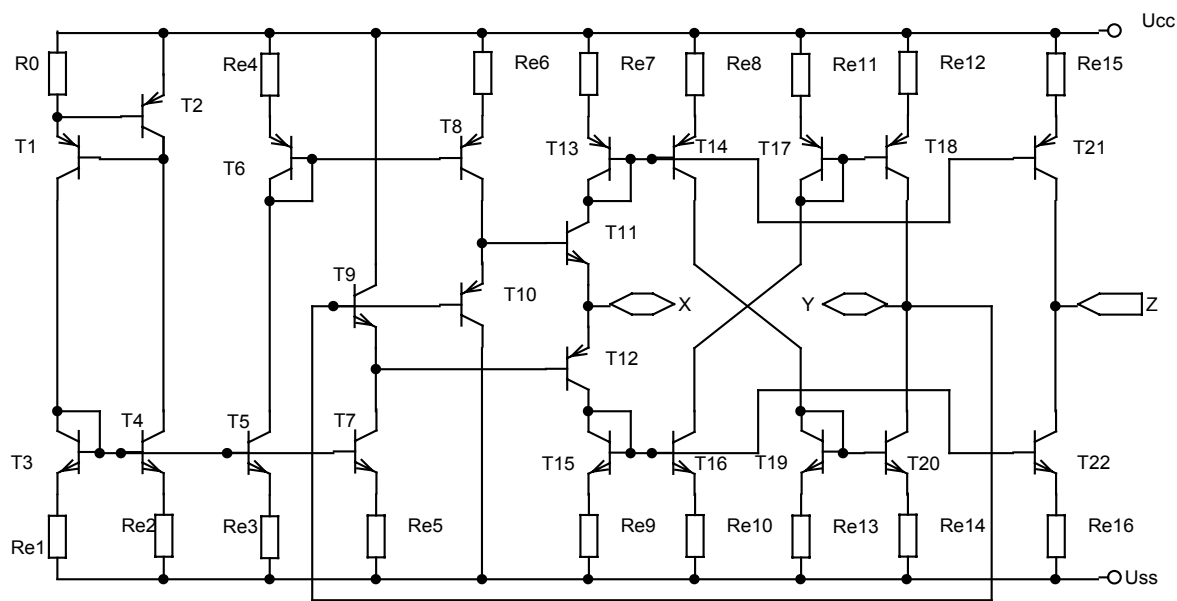 Ucc
R0
Re4
Re6
Re7
Re8
Re11
Re12
Re15
T2
T1
T6
T8
T13
T14
T17
T18
T21
T11
T9
T10
X
Y
Z
T12
T3
T4
T5
T7
T15
T16
T19
T20
T22
Re1
Re2
Re3
Re5
Re9
Re10
Re13
Re14
Re16
Uss